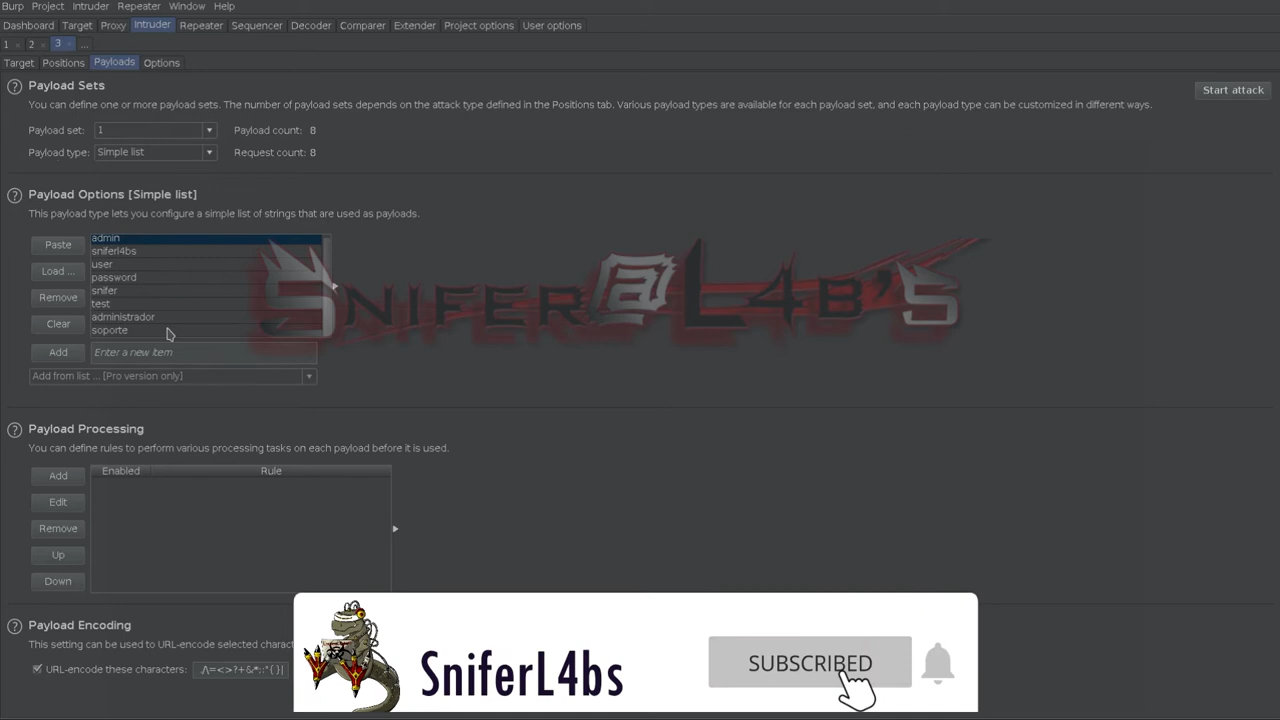 Burp Project Intruder Repeater Window Help
Dashboard Target Proxy Intruder Repeater Sequencer Decoder Comparer Extender Project options User options
1 × 2 × 3 × ...
Target Positions Payloads Options
? Payload Sets
Start attack
You can define one or more payload sets. The number of payload sets depends on the attack type defined in the Positions tab. Various payload types are available for each payload set, and each payload type can be customized in different ways.
Payload set: 1 Payload count: 8
Payload type: Simple list Request count: 8
? Payload Options [Simple list]
This payload type lets you configure a simple list of strings that are used as payloads.
Paste
Load ...
Remove
Clear
admin
sniferl4bs
user
password
snifer
test
administrador
soporte
SNIFER@L4B'S
Add Enter a new item
Add from list ... [Pro version only]
? Payload Processing
You can define rules to perform various processing tasks on each payload before it is used.
Add
Edit
Remove
Up
Down
Enabled Rule
? Payload Encoding
This setting can be used to URL-encode selected charact
URL-encode these characters:
SniferL4bs
SUBSCRIBED